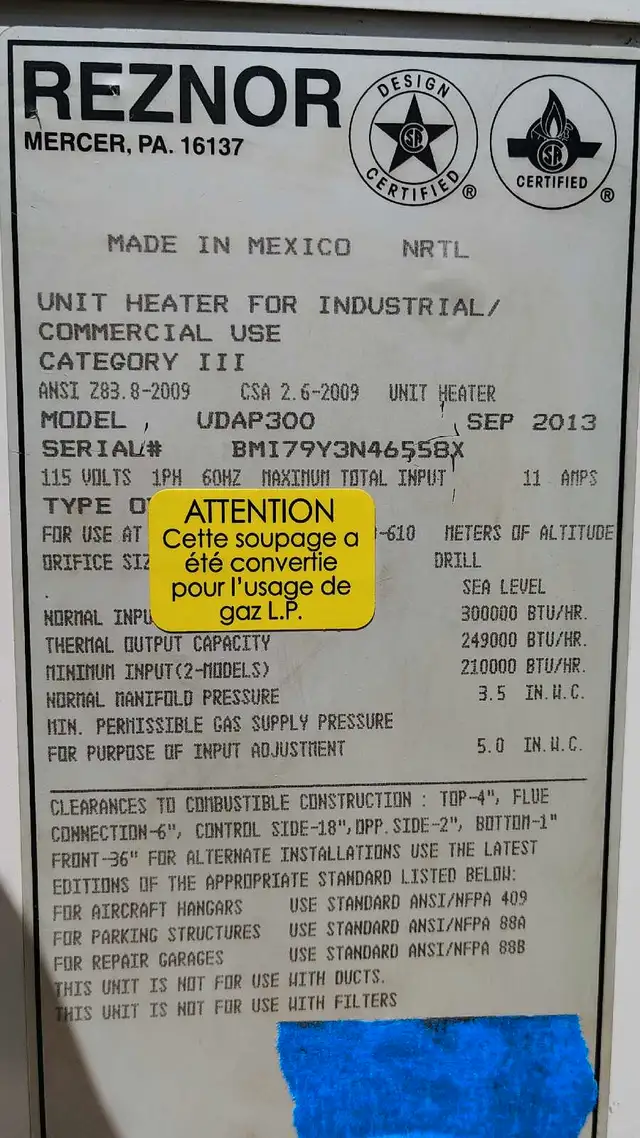 REZNOR
MERCER, PA. 16137
DESIGN CERTIFIED ®
CERTIFIED ®
MADE IN MEXICO NRTL
UNIT HEATER FOR INDUSTRIAL/
COMMERCIAL USE
CATEGORY III
ANSI Z83.8-2009 CSA 2.6-2009 UNIT HEATER
MODEL , UDAP300 SEP 2013
SERIAL# BMI79Y3N46558X
115 VOLTS 1PH 60HZ MAXIMUM TOTAL INPUT 11 AMPS
TYPE
FOR USE AT -610 METERS OF ALTITUDE
ORIFICE DRILL
ATTENTION
Cette soupage a
été convertie
pour l'usage de
gaz L.P.
SEA LEVEL
NORMAL 300000 BTU/HR.
THERMAL OUTPUT CAPACITY 249000 BTU/HR.
MINIMUM INPUT(2-MODELS) 210000 BTU/HR.
NORMAL MANIFOLD PRESSURE 3.5 IN.W.C.
MIN. PERMISSIBLE GAS SUPPLY PRESSURE
FOR PURPOSE OF INPUT ADJUSTMENT 5.0 IN.W.C.
CLEARANCES TO COMBUSTIBLE CONSTRUCTION : TOP-4", FLUE
CONNECTION-6", CONTROL SIDE-18",OPP.SIDE-2", BOTTOM-1"
FRONT-36" FOR ALTERNATE INSTALLATIONS USE THE LATEST
EDITIONS OF THE APPROPRIATE STANDARD LISTED BELOW:
FOR AIRCRAFT HANGARS USE STANDARD ANSI/NFPA 409
FOR PARKING STRUCTURES USE STANDARD ANSI/NFPA 88A
FOR REPAIR GARAGES USE STANDARD ANSI/NFPA 88B
THIS UNIT IS NOT FOR USE WITH DUCTS.
THIS UNIT IS NOT FOR USE WITH FILTERS